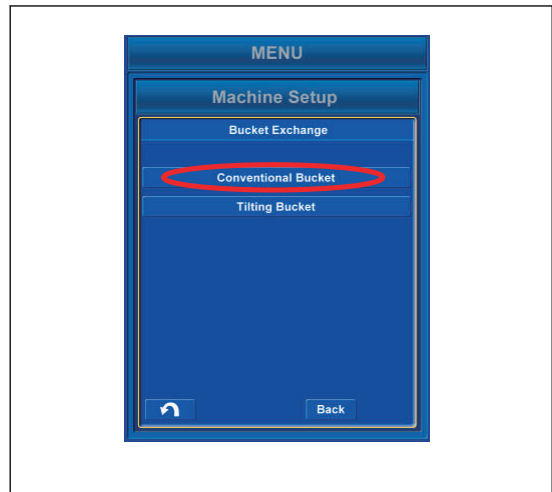 MENU
Machine Setup
Bucket Exchange
Conventional Bucket
Tilting Bucket
Back